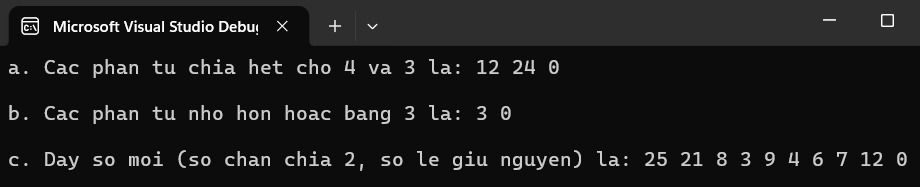 Microsoft Visual Studio Debug
a. Cac phan tu chia het cho 4 va 3 la: 12 24 0
b. Cac phan tu nho hon hoac bang 3 la: 3 0
c. Day so moi (so chan chia 2, so le giu nguyen) la: 25 21 8 3 9 4 6 7 12 0